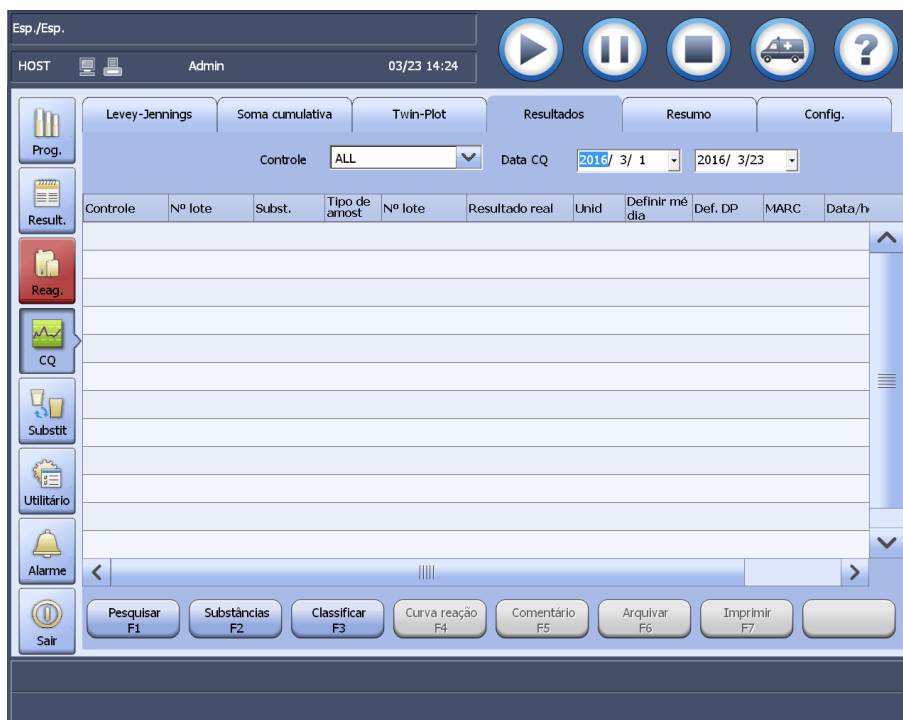 Esp./Esp.
HOST Admin 03/23 14:24
?
Prog.
Result.
Reag.
CQ
Substit
Utilitário
Alarme
Sair
Levey-Jennings Soma cumulativa Twin-Plot Resultados Resumo Config.
Controle ALL Data CQ 2016/ 3/ 1 2016/ 3/23
Controle Nº lote Subst. Tipo de amost Nº lote Resultado real Unid Definir mé dia Def. DP MARC Data/h
Pesquisar F1
Substâncias F2
Classificar F3
Curva reação F4
Comentário F5
Arquivar F6
Imprimir F7